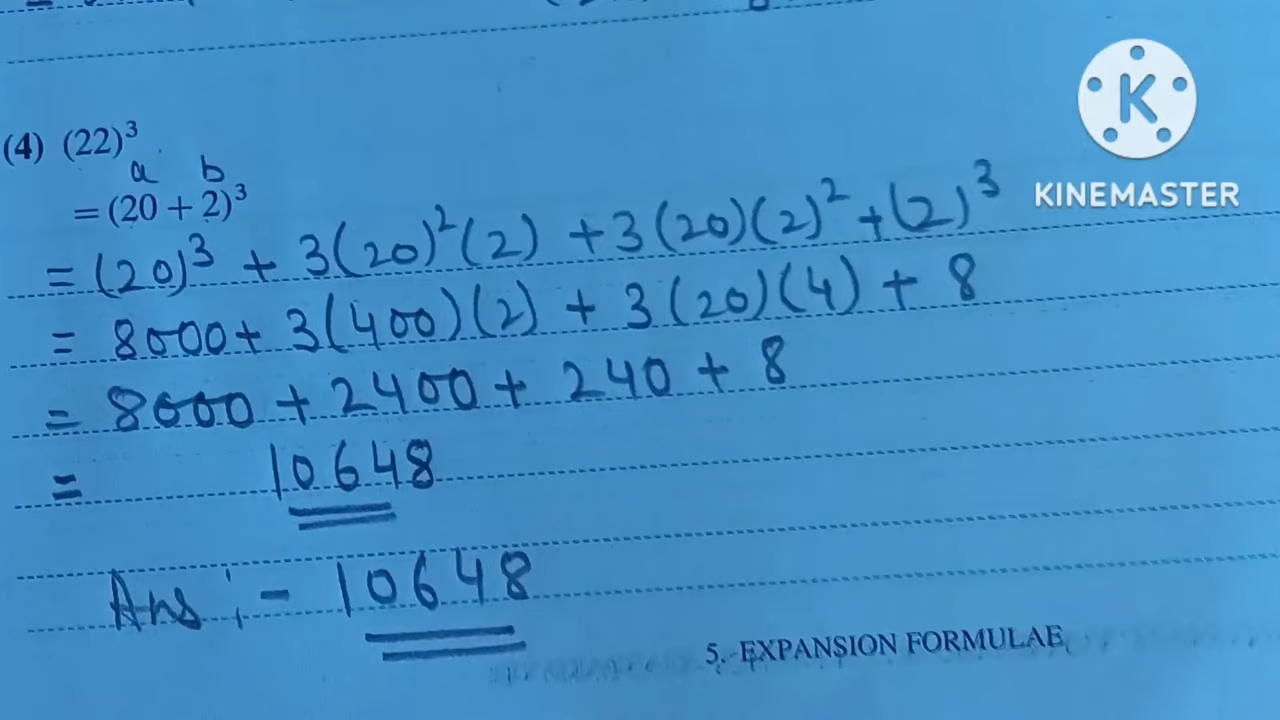 (4) (22)³
a b
= (20 + 2)³
= (20)³ + 3(20)²(2) + 3(20)(2)² + (2)³
= 8000 + 3(400)(2) + 3(20)(4) + 8
= 8000 + 2400 + 240 + 8
= 10648
Ans :- 10648
5. EXPANSION FORMULAE
K
KINEMASTER